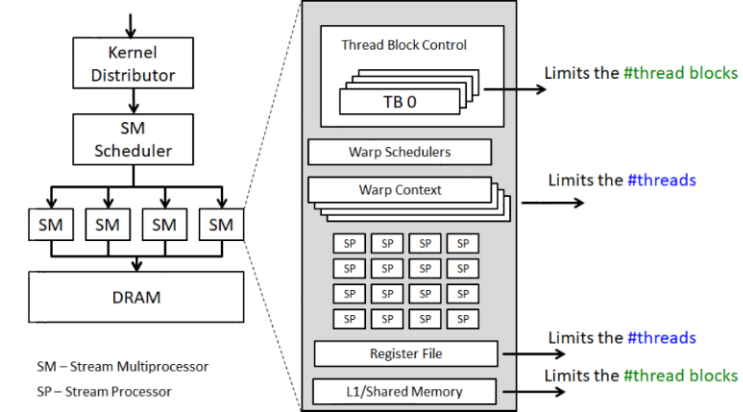 Kernel
Distributor
SM
Scheduler
SM SM SM SM
DRAM
SM – Stream Multiprocessor
SP – Stream Processor
Thread Block Control
TB 0
Warp Schedulers
Warp Context
SP SP SP SP
SP SP SP SP
SP SP SP SP
SP SP SP SP
Register File
L1/Shared Memory
Limits the #thread blocks
Limits the #threads
Limits the #threads
Limits the #thread blocks